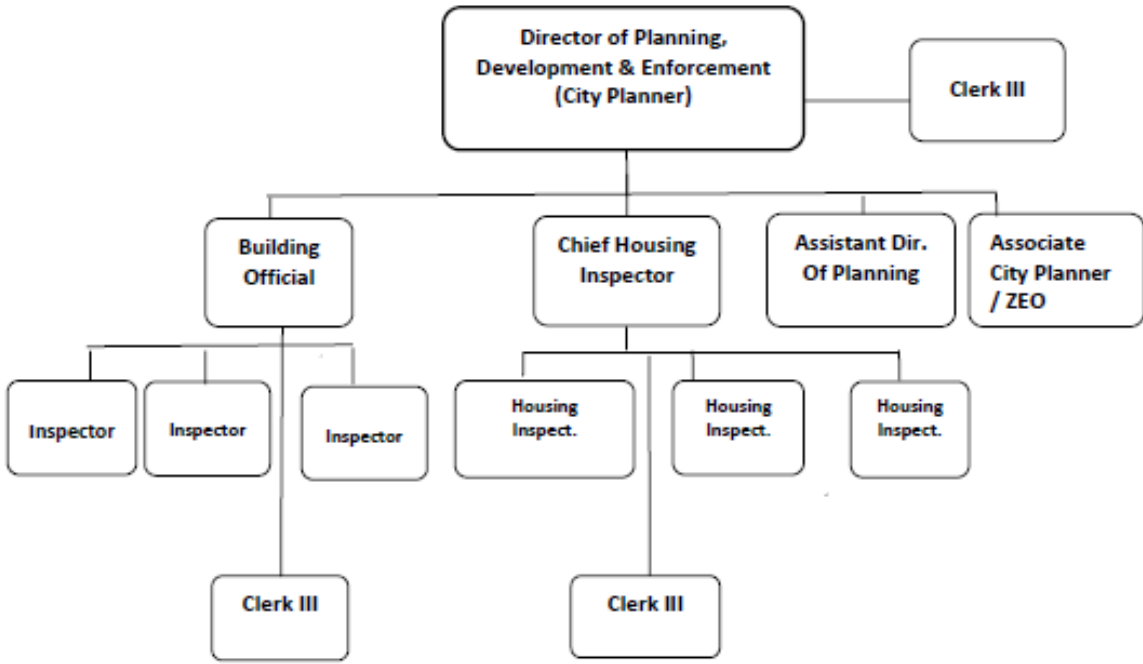 Director of Planning,
Development & Enforcement
(City Planner)
Clerk III
Building
Official
Chief Housing
Inspector
Assistant Dir.
Of Planning
Associate
City Planner
/ ZEO
Inspector
Inspector
Inspector
Housing
Inspect.
Housing
Inspect.
Housing
Inspect.
Clerk III
Clerk III